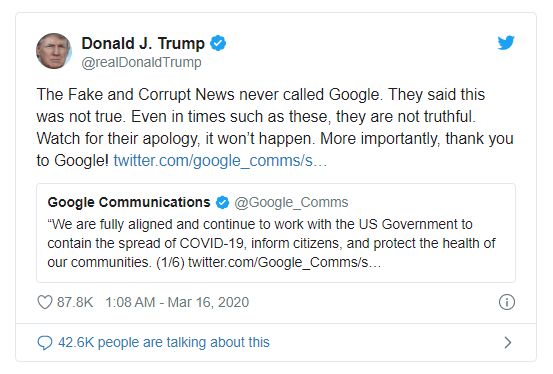 Donald J. Trump
@realDonaldTrump
The Fake and Corrupt News never called Google. They said this
was not true. Even in times such as these, they are not truthful.
Watch for their apology, it won’t happen. More importantly, thank you
to Google! twitter.com/google_comms/s…
Google Communications @Google_Comms
“We are fully aligned and continue to work with the US Government to
contain the spread of COVID-19, inform citizens, and protect the health of
our communities. (1/6) twitter.com/Google_Comms/s…
87.8K 1:08 AM - Mar 16, 2020
42.6K people are talking about this